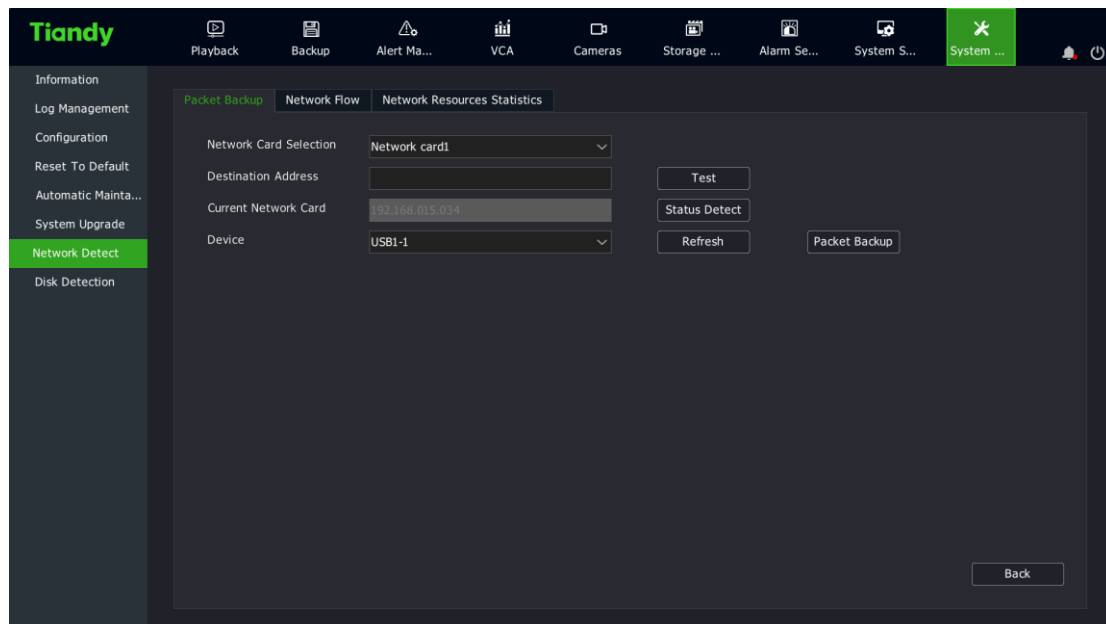 Tiandy
Playback
Backup
Alert Ma...
VCA
Cameras
Storage ...
Alarm Se...
System S...
System ...
Information
Log Management
Configuration
Reset To Default
Automatic Mainta...
System Upgrade
Network Detect
Disk Detection
Packet Backup
Network Flow
Network Resources Statistics
Network Card Selection
Network card1
Destination Address
Test
Current Network Card
192.168.015.034
Status Detect
Device
USB1-1
Refresh
Packet Backup
Back